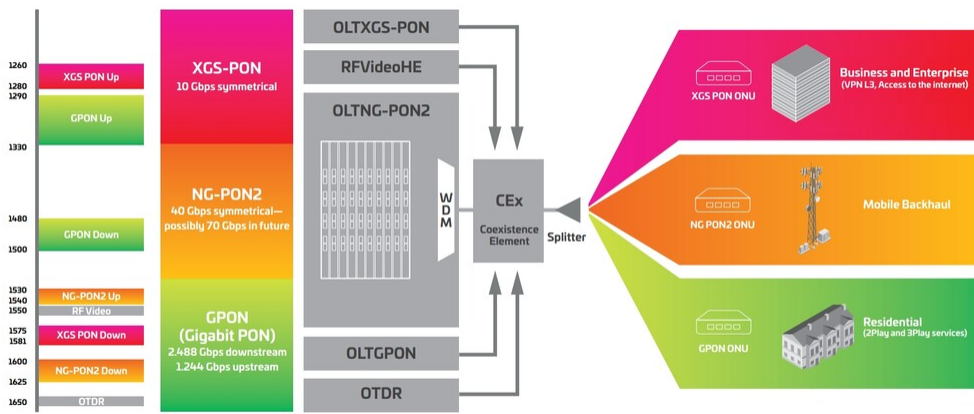 1260
1280
1290
1330
1480
1500
1530
1540
1550
1575
1581
1600
1625
1650
XGS PON Up
GPON Up
GPON Down
NG-PON2 Up
RF Video
XGS PON Down
NG-PON2 Down
OTDR
XGS-PON
10 Gbps symmetrical
NG-PON2
40 Gbps symmetrical—
possibly 70 Gbps in future
GPON
(Gigabit PON)
2.488 Gbps downstream
1.244 Gbps upstream
OLTXGS-PON
RFVideoHE
OLTNG-PON2
WDM
OLTGPON
OTDR
CEx
Coexistence
Element
Splitter
XGS PON ONU
Business and Enterprise
(VPN L3, Access to the internet)
NG PON2 ONU
Mobile Backhaul
GPON ONU
Residential
(2Play and 3Play services)